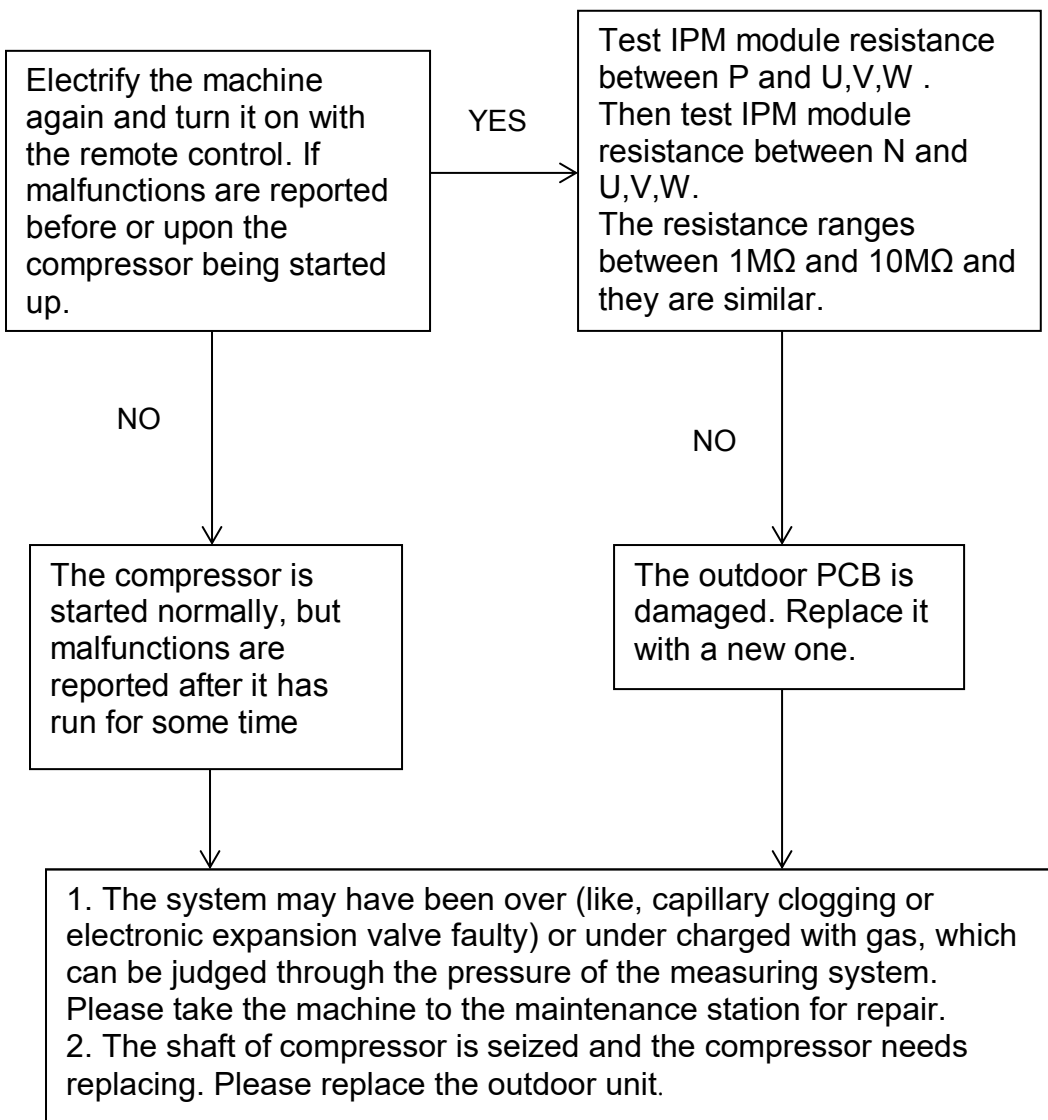 Electrify the machine
again and turn it on with
the remote control. If
malfunctions are reported
before or upon the
compressor being started
up.
YES
Test IPM module resistance
between P and U,V,W .
Then test IPM module
resistance between N and
U,V,W.
The resistance ranges
between 1MΩ and 10MΩ and
they are similar.
NO
NO
The compressor is
started normally, but
malfunctions are
reported after it has
run for some time
The outdoor PCB is
damaged. Replace it
with a new one.
1. The system may have been over (like, capillary clogging or
electronic expansion valve faulty) or under charged with gas, which
can be judged through the pressure of the measuring system.
Please take the machine to the maintenance station for repair.
2. The shaft of compressor is seized and the compressor needs
replacing. Please replace the outdoor unit.